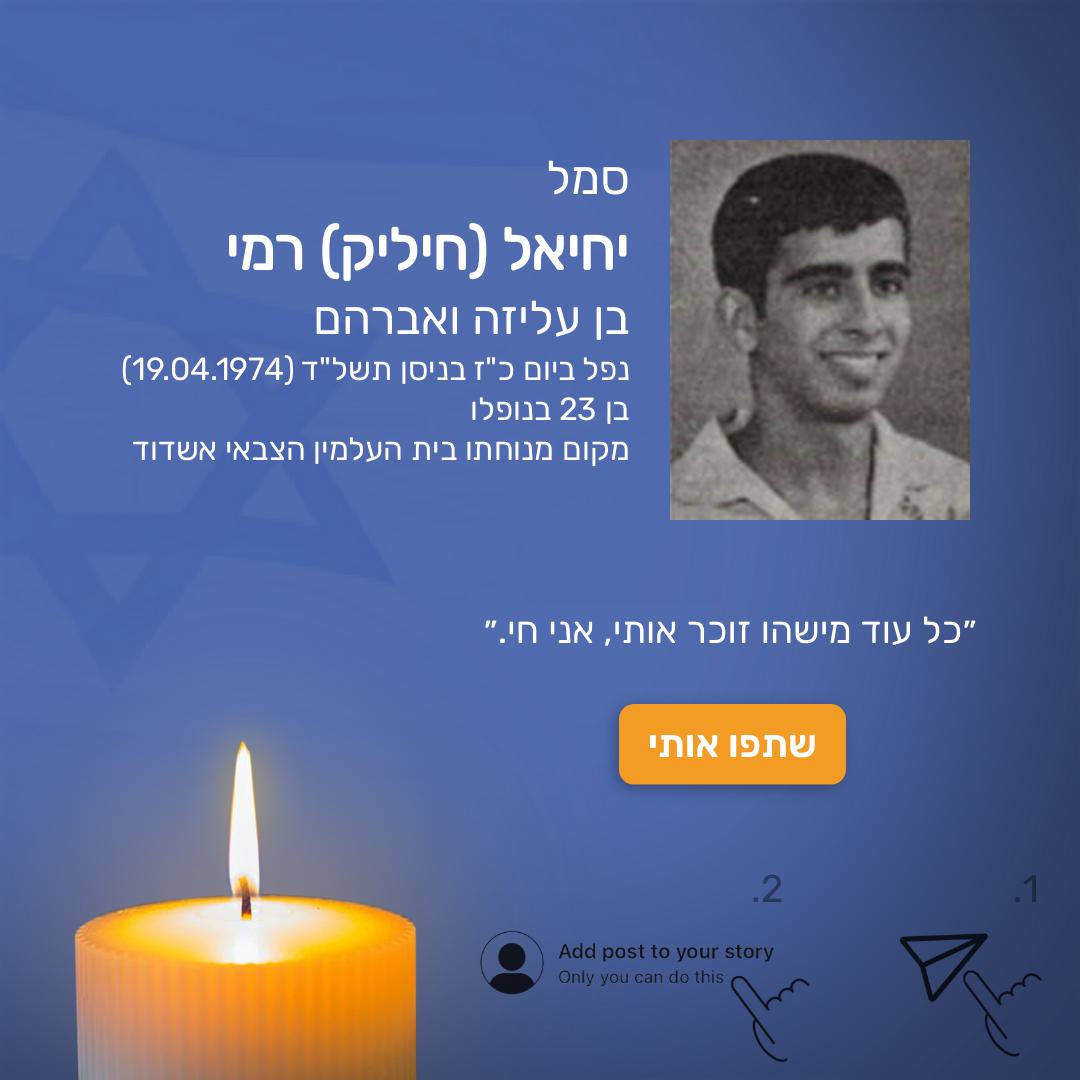 סמל
יחיאל (חיליק) רמי
בן עליזה ואברהם
נפל ביום כ"ז בניסן תשל"ד (19.04.1974)
בן 23 בנופלו
מקום מנוחתו בית העלמין הצבאי אשדוד
״כל עוד מישהו זוכר אותי, אני חי.״
שתפו אותי
.1
.2
Add post to your story
Only you can do this